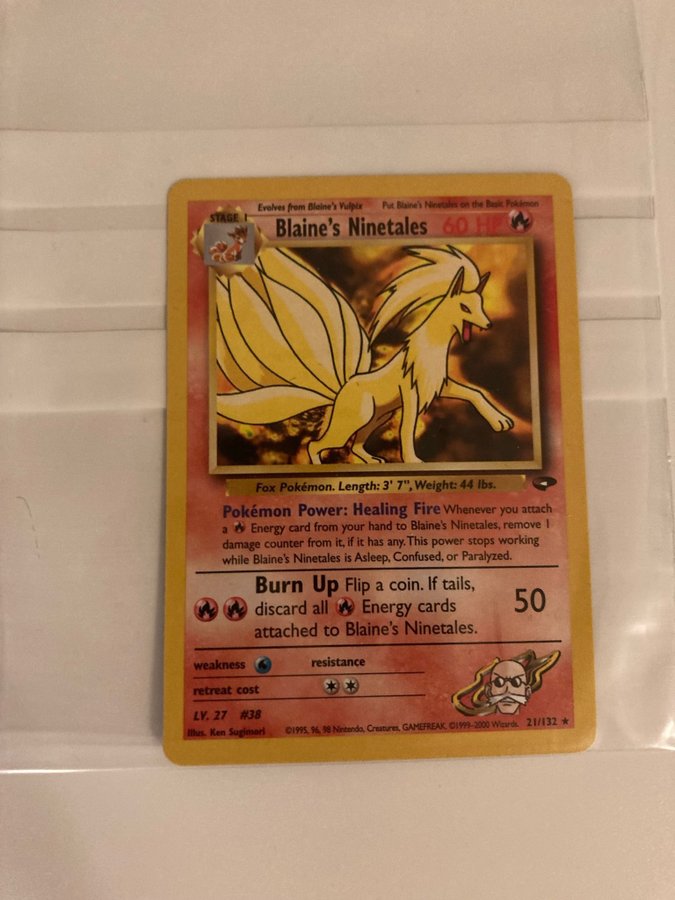 Evolves from Blaine's Vulpix Put Blaine's Ninetales on the Basic Pokémon
STAGE 1
Blaine's Ninetales 60 HP
Fox Pokémon. Length: 3' 7", Weight: 44 lbs.
Pokémon Power: Healing Fire Whenever you attach
a Energy card from your hand to Blaine's Ninetales, remove 1
damage counter from it, if it has any. This power stops working
while Blaine's Ninetales is Asleep, Confused, or Paralyzed.
Burn Up Flip a coin. If tails,
discard all Energy cards 50
attached to Blaine's Ninetales.
weakness resistance
retreat cost
LV. 27 #38
Illus. Ken Sugimori ©1995, 96, 98 Nintendo, Creatures, GAMEFREAK. ©1999-2000 Wizards. 21/132 ★